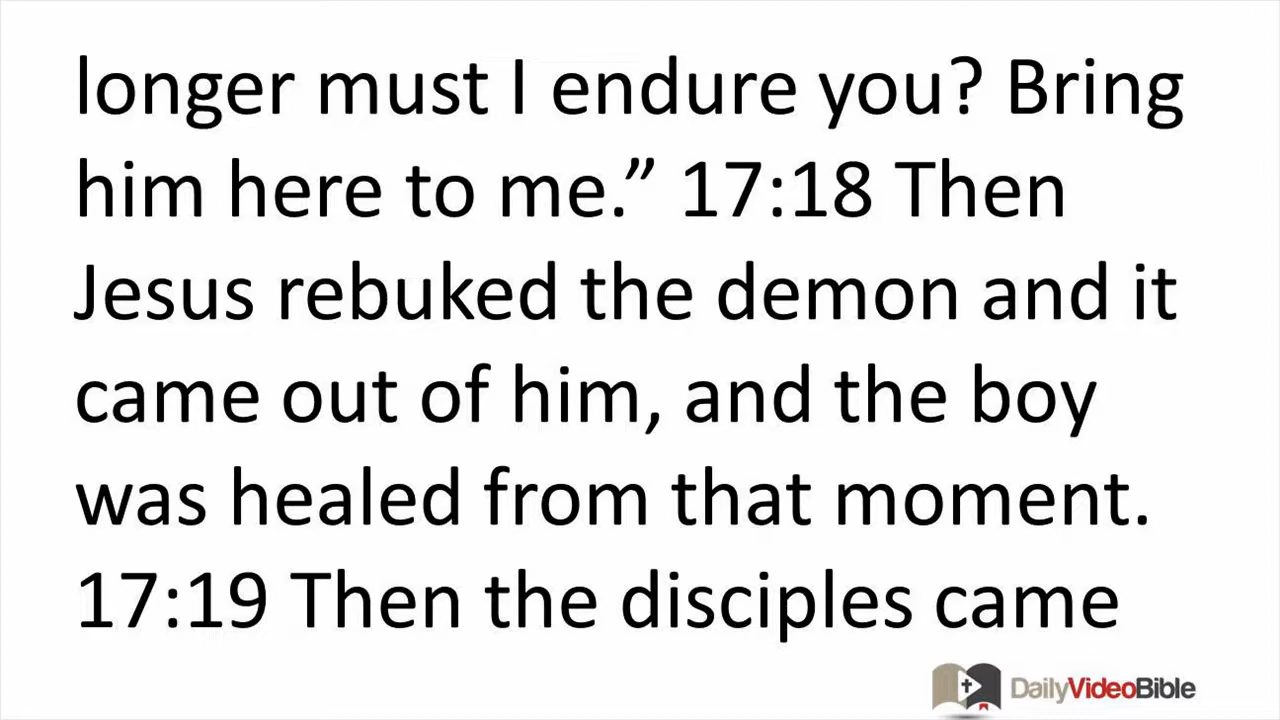 longer must I endure you? Bring
him here to me.” 17:18 Then
Jesus rebuked the demon and it
came out of him, and the boy
was healed from that moment.
17:19 Then the disciples came
DailyVideoBible